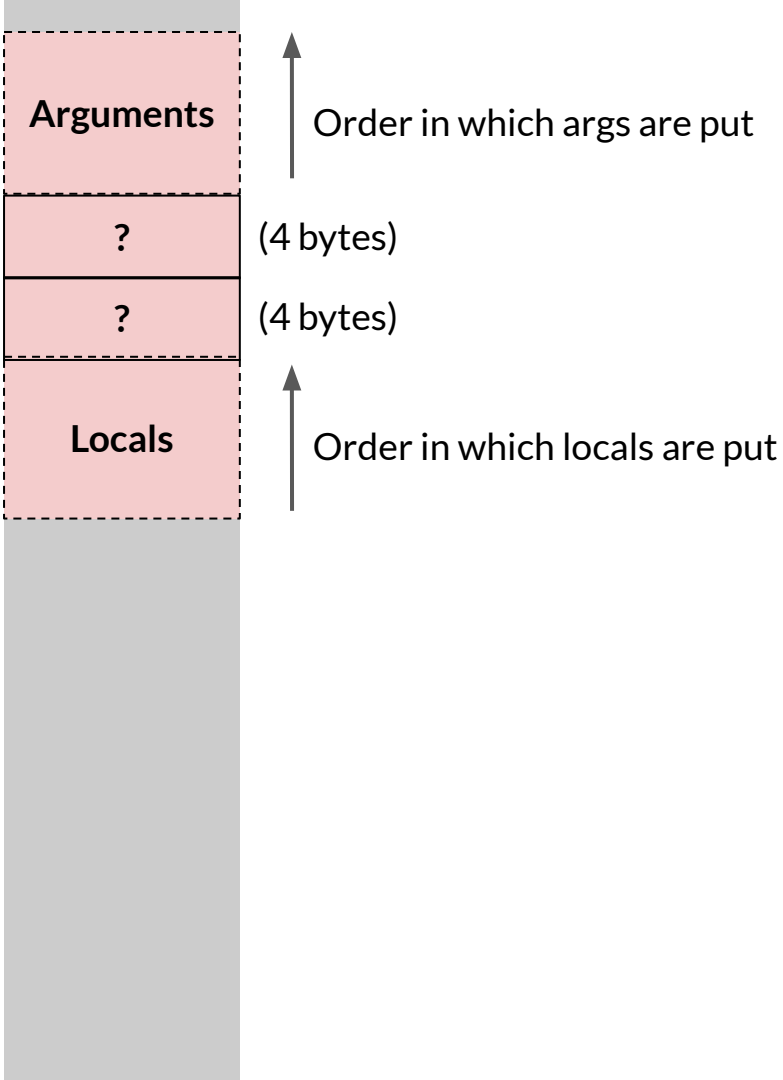 Arguments
Order in which args are put
?
(4 bytes)
?
(4 bytes)
Locals
Order in which locals are put